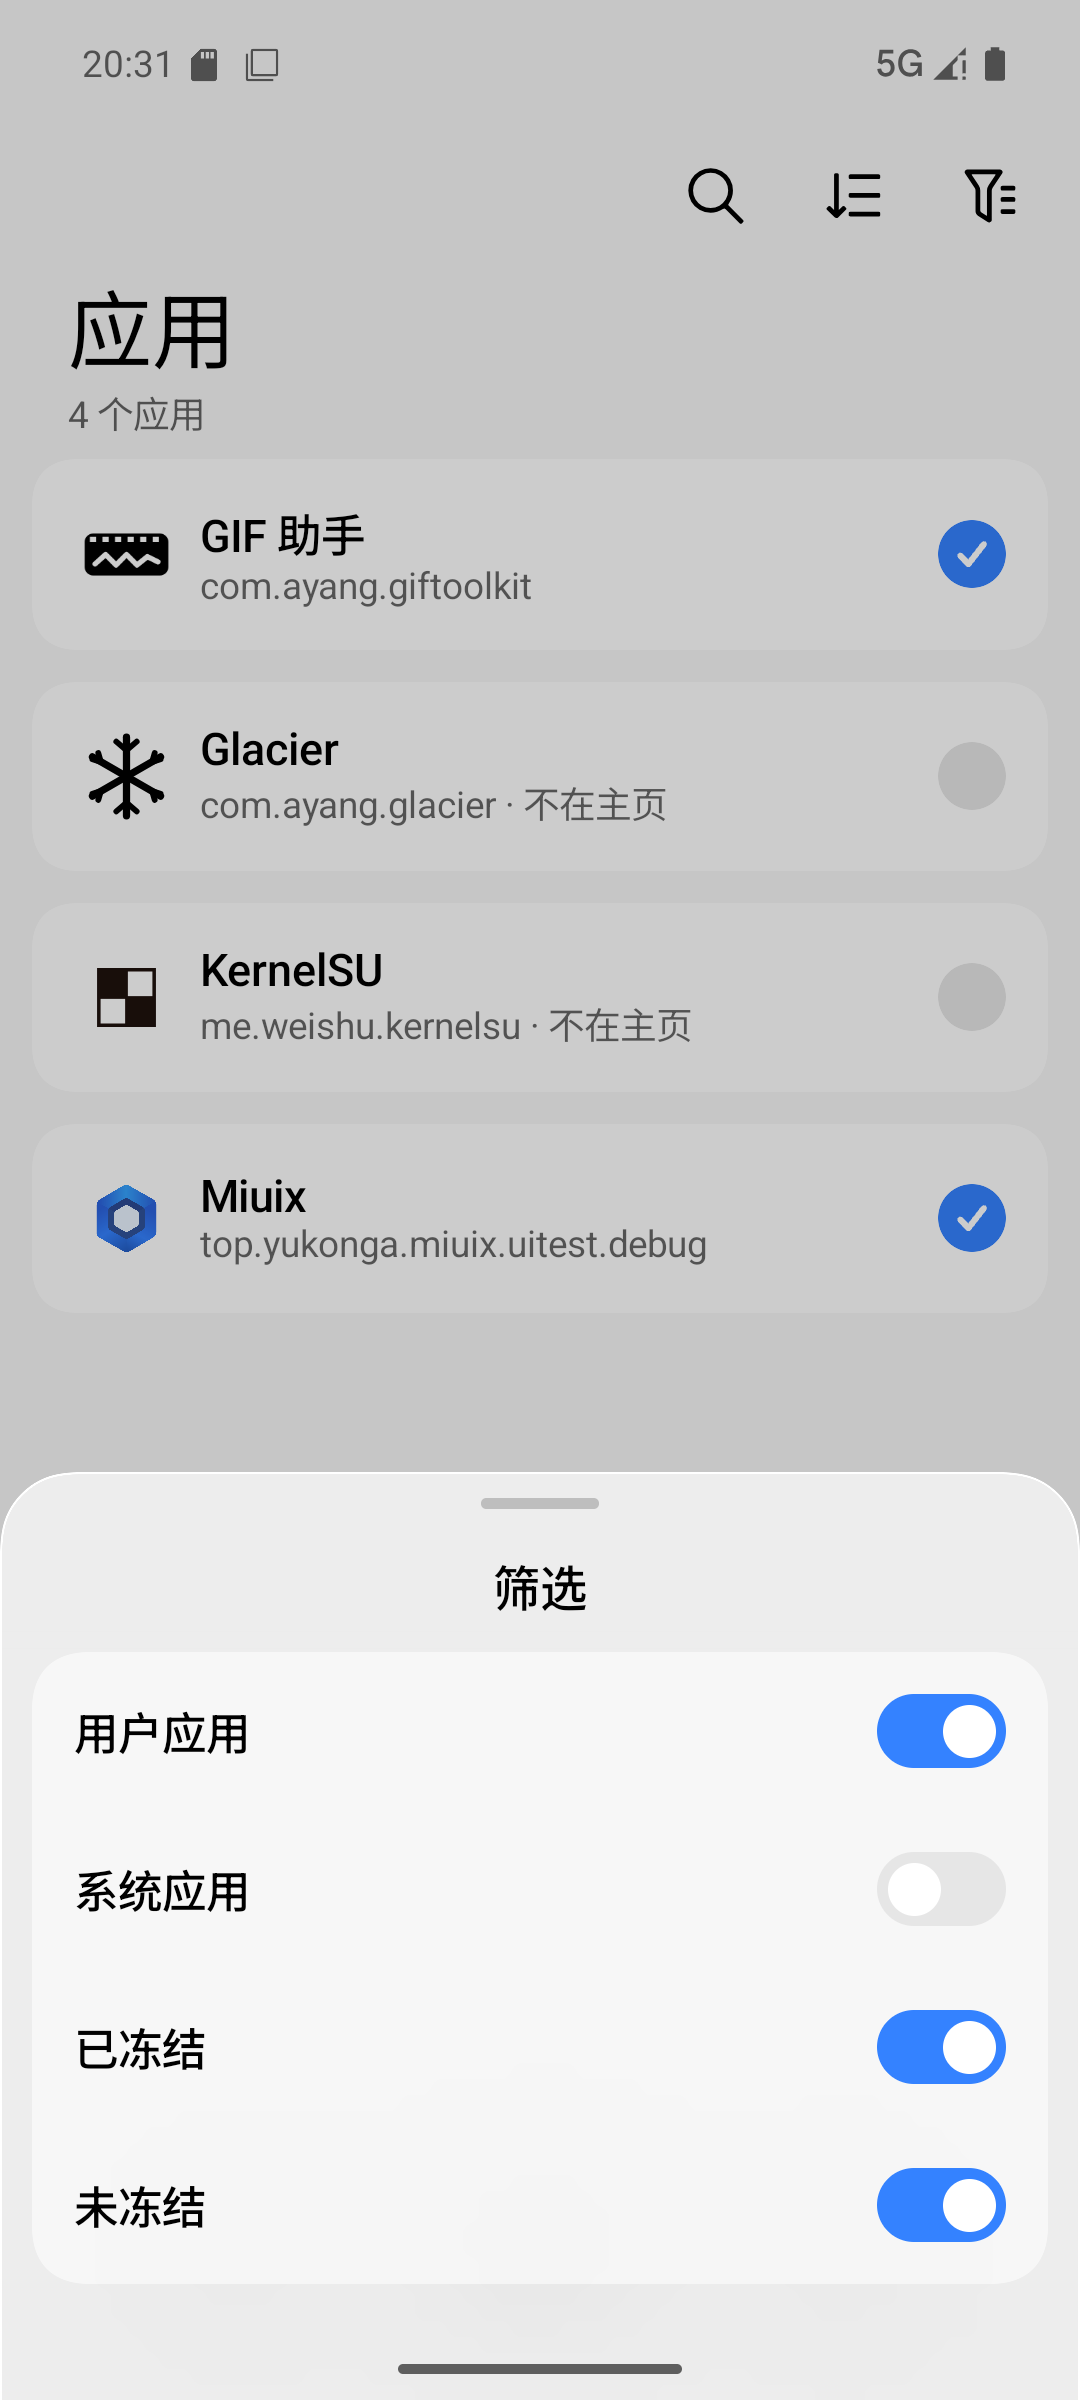 20:31
5G
应用
4 个应用
GIF 助手
com.ayang.giftoolkit
Glacier
com.ayang.glacier · 不在主页
KernelSU
me.weishu.kernelsu · 不在主页
Miuix
top.yukonga.miuix.uitest.debug
筛选
用户应用
系统应用
已冻结
未冻结